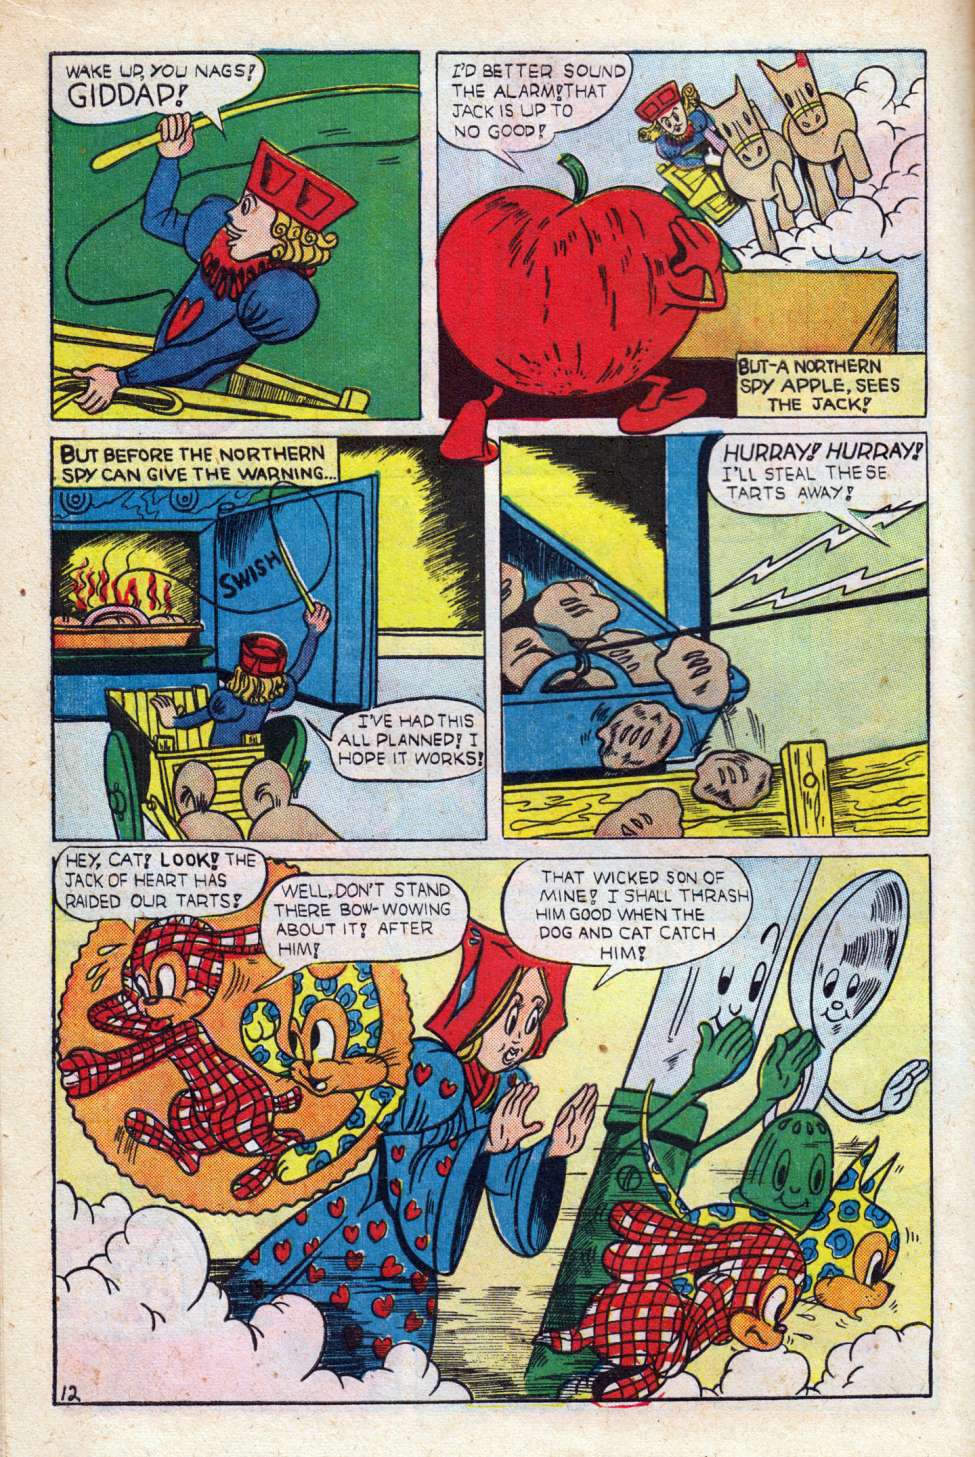 WAKE UP, YOU NAGS!
GIDDAP!
I'D BETTER SOUND
THE ALARM! THAT
JACK IS UP TO
NO GOOD!
BUT-A NORTHERN
SPY APPLE, SEES
THE JACK!
BUT BEFORE THE NORTHERN
SPY CAN GIVE THE WARNING...
SWISH
I'VE HAD THIS
ALL PLANNED! I
HOPE IT WORKS!
HURRAY! HURRAY!
I'LL STEAL THESE
TARTS AWAY!
HEY, CAT! LOOK! THE
JACK OF HEART HAS
RAIDED OUR TARTS!
WELL, DON'T STAND
THERE BOW-WOWING
ABOUT IT! AFTER
HIM!
THAT WICKED SON OF
MINE! I SHALL THRASH
HIM GOOD WHEN THE
DOG AND CAT CATCH
HIM!
12